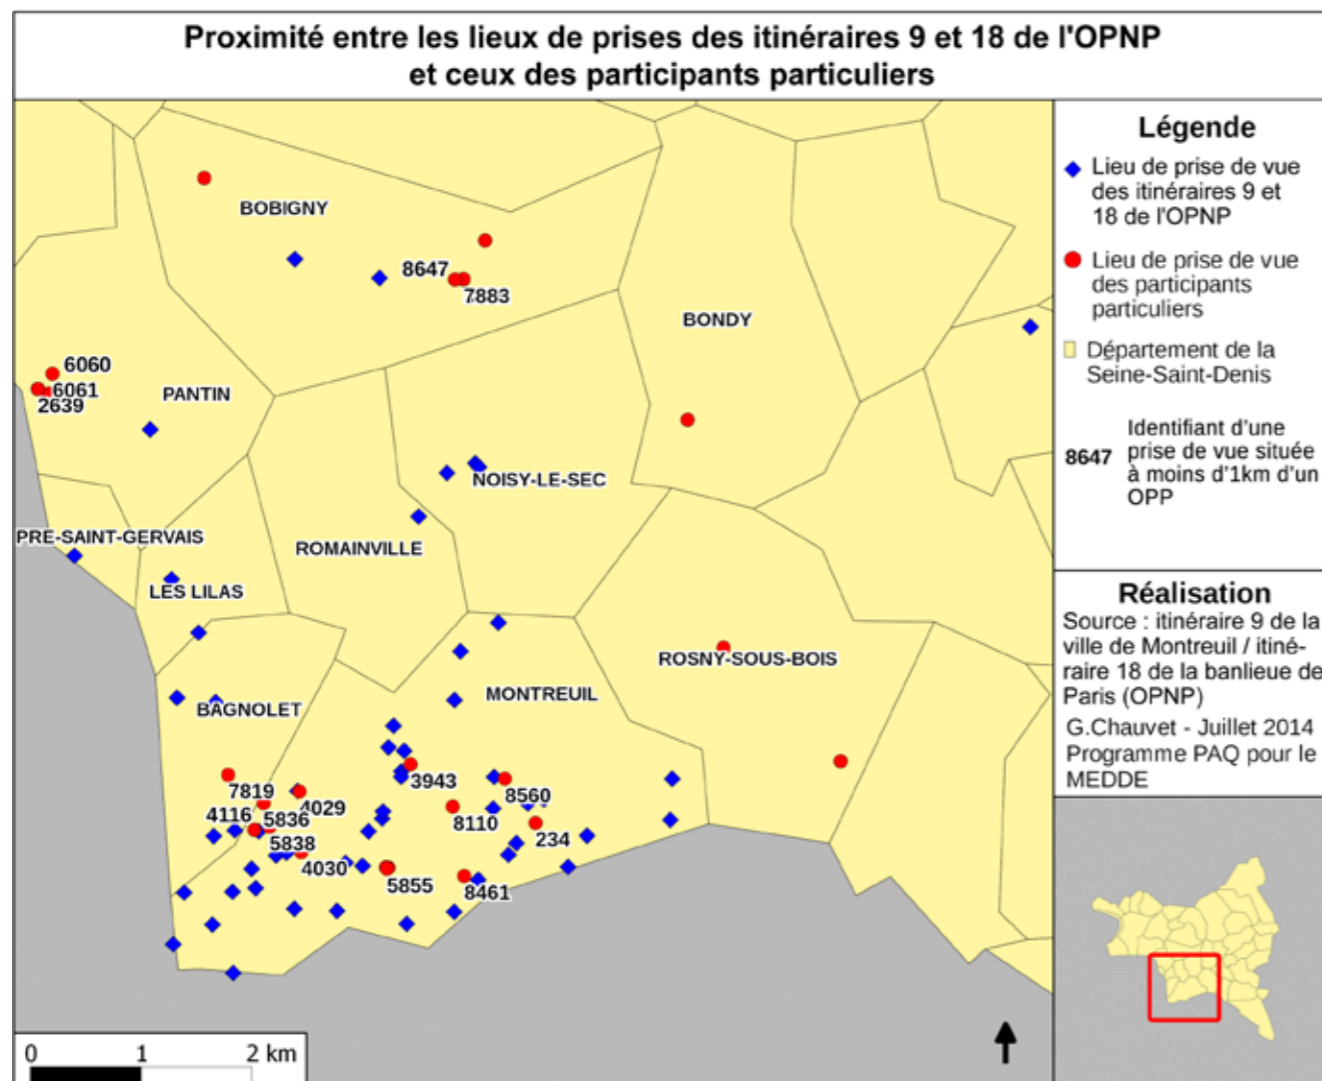 Proximité entre les lieux de prises des itinéraires 9 et 18 de l'OPNP
et ceux des participants particuliers
BOBIGNY
8647
7883
BONDY
6060
6061
2639
PANTIN
NOISY-LE-SEC
PRE-SAINT-GERVAIS
ROMAINVILLE
LES LILAS
ROSNY-SOUS-BOIS
MONTREUIL
BAGNOLET
3943
7819
4029
8560
4116
5836
8110
234
5838
4030
5855
8461
0 1 2 km
Légende
Lieu de prise de vue
des itinéraires 9 et
18 de l'OPNP
Lieu de prise de vue
des participants
particuliers
Département de la
Seine-Saint-Denis
8647
Identifiant d'une
prise de vue située
à moins d'1km d'un
OPP
Réalisation
Source : itinéraire 9 de la
ville de Montreuil / itiné-
raire 18 de la banlieue de
Paris (OPNP)
G.Chauvet - Juillet 2014
Programme PAQ pour le
MEDDE